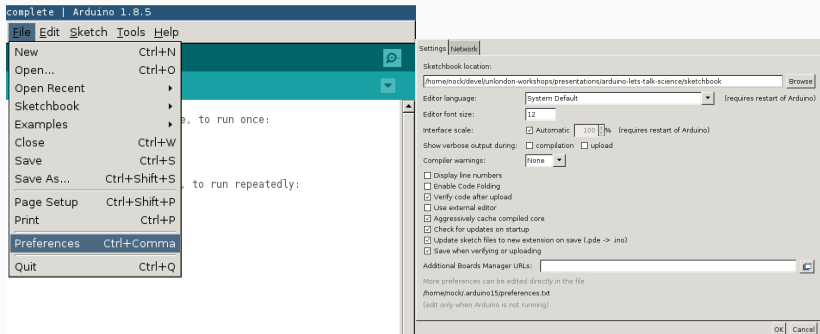 complete | Arduino 1.8.5
File Edit Sketch Tools Help
New Ctrl+N
Open... Ctrl+O
Open Recent
Sketchbook
Examples
Close Ctrl+W
Save Ctrl+S
Save As... Ctrl+Shift+S
Page Setup Ctrl+Shift+P
Print Ctrl+P
Preferences Ctrl+Comma
Quit Ctrl+Q
e, to run once:
, to run repeatedly:
Settings Network
Sketchbook location:
/home/nock/devel/unlondon-workshops/presentations/arduino-lets-talk-science/sketchbook Browse
Editor language: System Default (requires restart of Arduino)
Editor font size: 12
Interface scale: Automatic 100 % (requires restart of Arduino)
Show verbose output during: compilation upload
Compiler warnings: None
Display line numbers
Enable Code Folding
Verify code after upload
Use external editor
Aggressively cache compiled core
Check for updates on startup
Update sketch files to new extension on save (.pde -> .ino)
Save when verifying or uploading
Additional Boards Manager URLs:
More preferences can be edited directly in the file
/home/nock/.arduino15/preferences.txt
(edit only when Arduino is not running)
OK Cancel